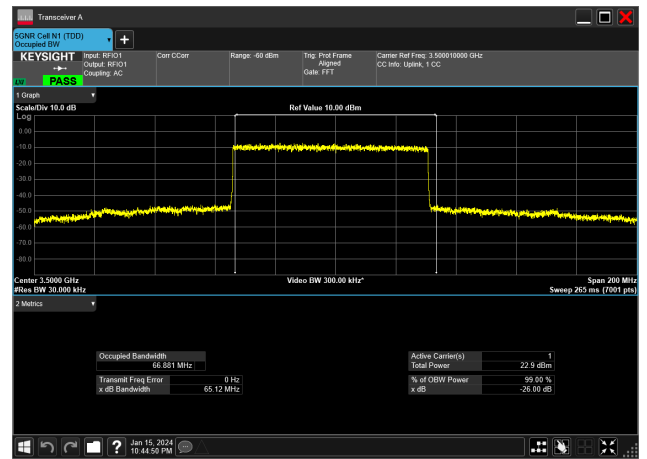 Transceiver A
5GNR Cell N1 (TDD)
Occupied BW
KEYSIGHT
Input: RFIO1
Output: RFIO1
Coupling: AC
Corr CCorr
Range: -60 dBm
Trig: Prot Frame
Aligned
Gate: FFT
Carrier Ref Freq: 3.500010000 GHz
CC Info: Uplink, 1 CC
PASS
1 Graph
Scale/Div 10.0 dB
Ref Value 10.00 dBm
Log
0.00
-10.0
-20.0
-30.0
-40.0
-50.0
-60.0
-70.0
-80.0
Center 3.5000 GHz
Video BW 300.00 kHz*
Span 200 MHz
#Res BW 30.000 kHz
Sweep 265 ms (7001 pts)
2 Metrics
Occupied Bandwidth
66.881 MHz
Active Carrier(s) 1
Total Power 22.9 dBm
Transmit Freq Error 0 Hz
x dB Bandwidth 65.12 MHz
% of OBW Power 99.00 %
x dB -26.00 dB
Jan 15, 2024
10:44:50 PM